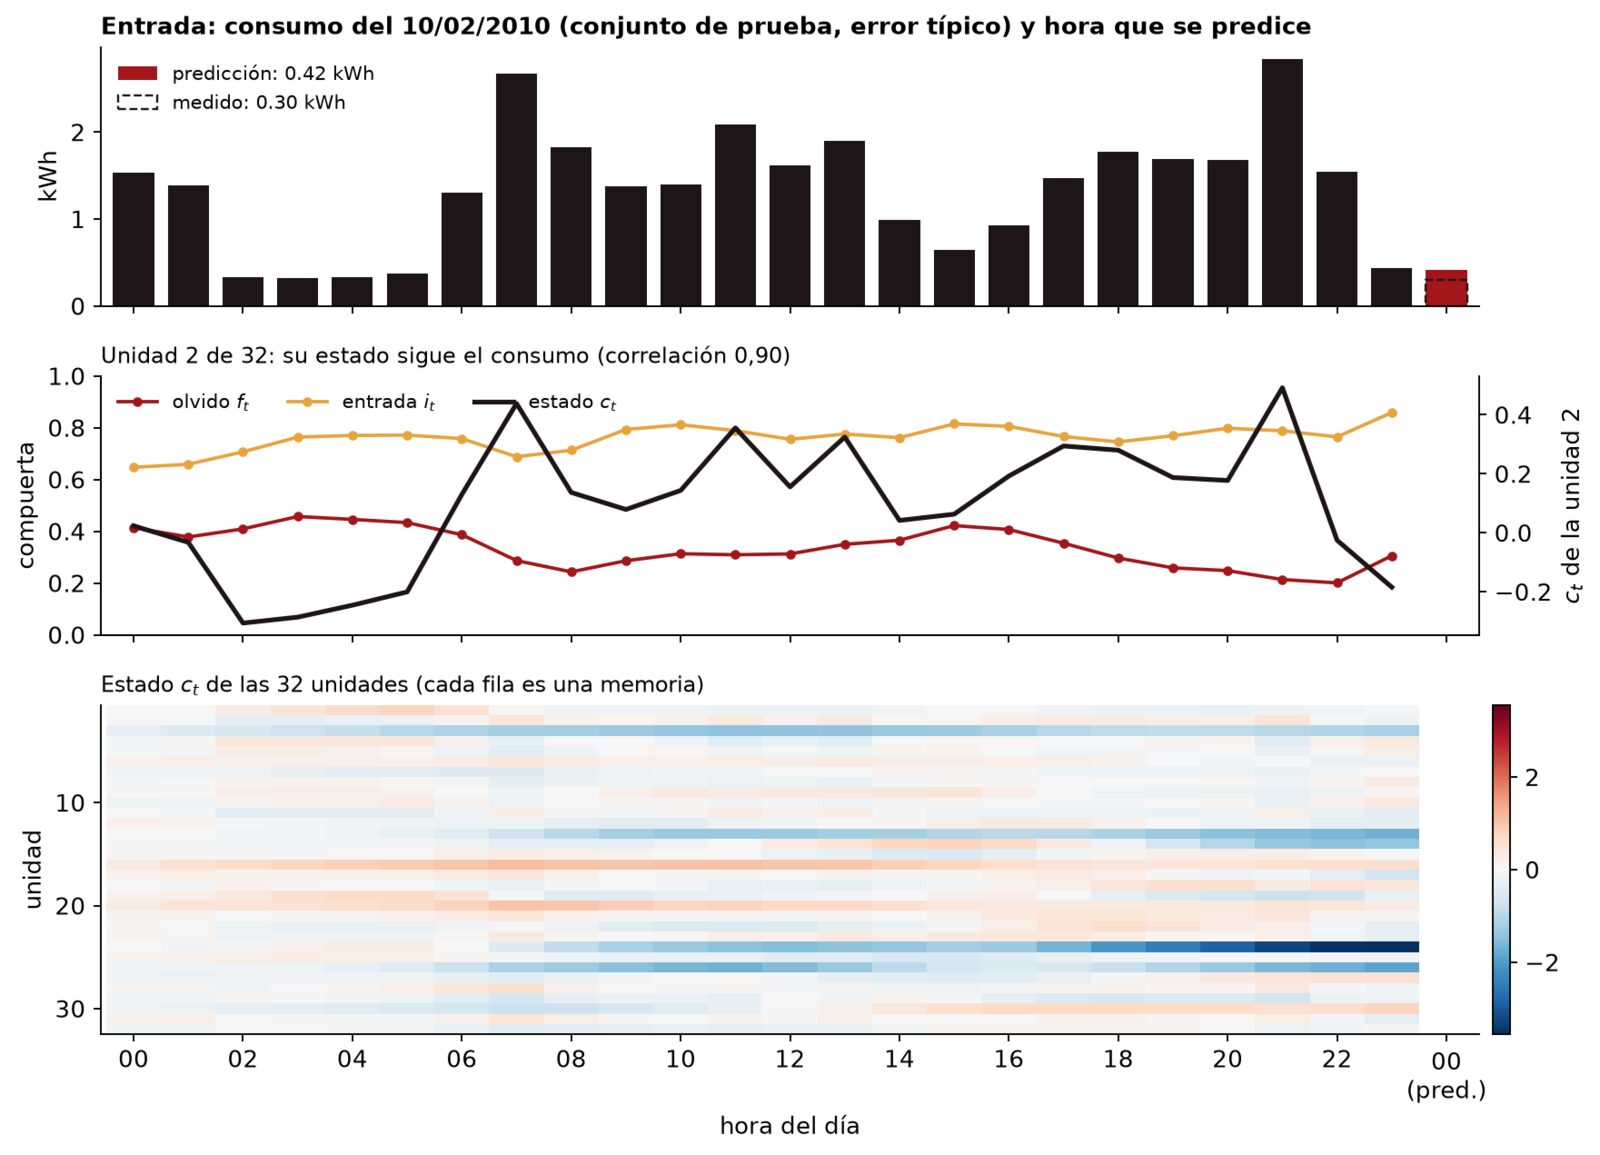 Entrada: consumo del 10/02/2010 (conjunto de prueba, error típico) y hora que se predice
predicción: 0.42 kWh
medido: 0.30 kWh
kWh
2
1
0
Unidad 2 de 32: su estado sigue el consumo (correlación 0,90)
olvido f_t
entrada i_t
estado c_t
compuerta
1.0
0.8
0.6
0.4
0.2
0.0
0.4
0.2
0.0
−0.2
c_t de la unidad 2
Estado c_t de las 32 unidades (cada fila es una memoria)
unidad
10
20
30
2
0
−2
00 02 04 06 08 10 12 14 16 18 20 22 00
(pred.)
hora del día